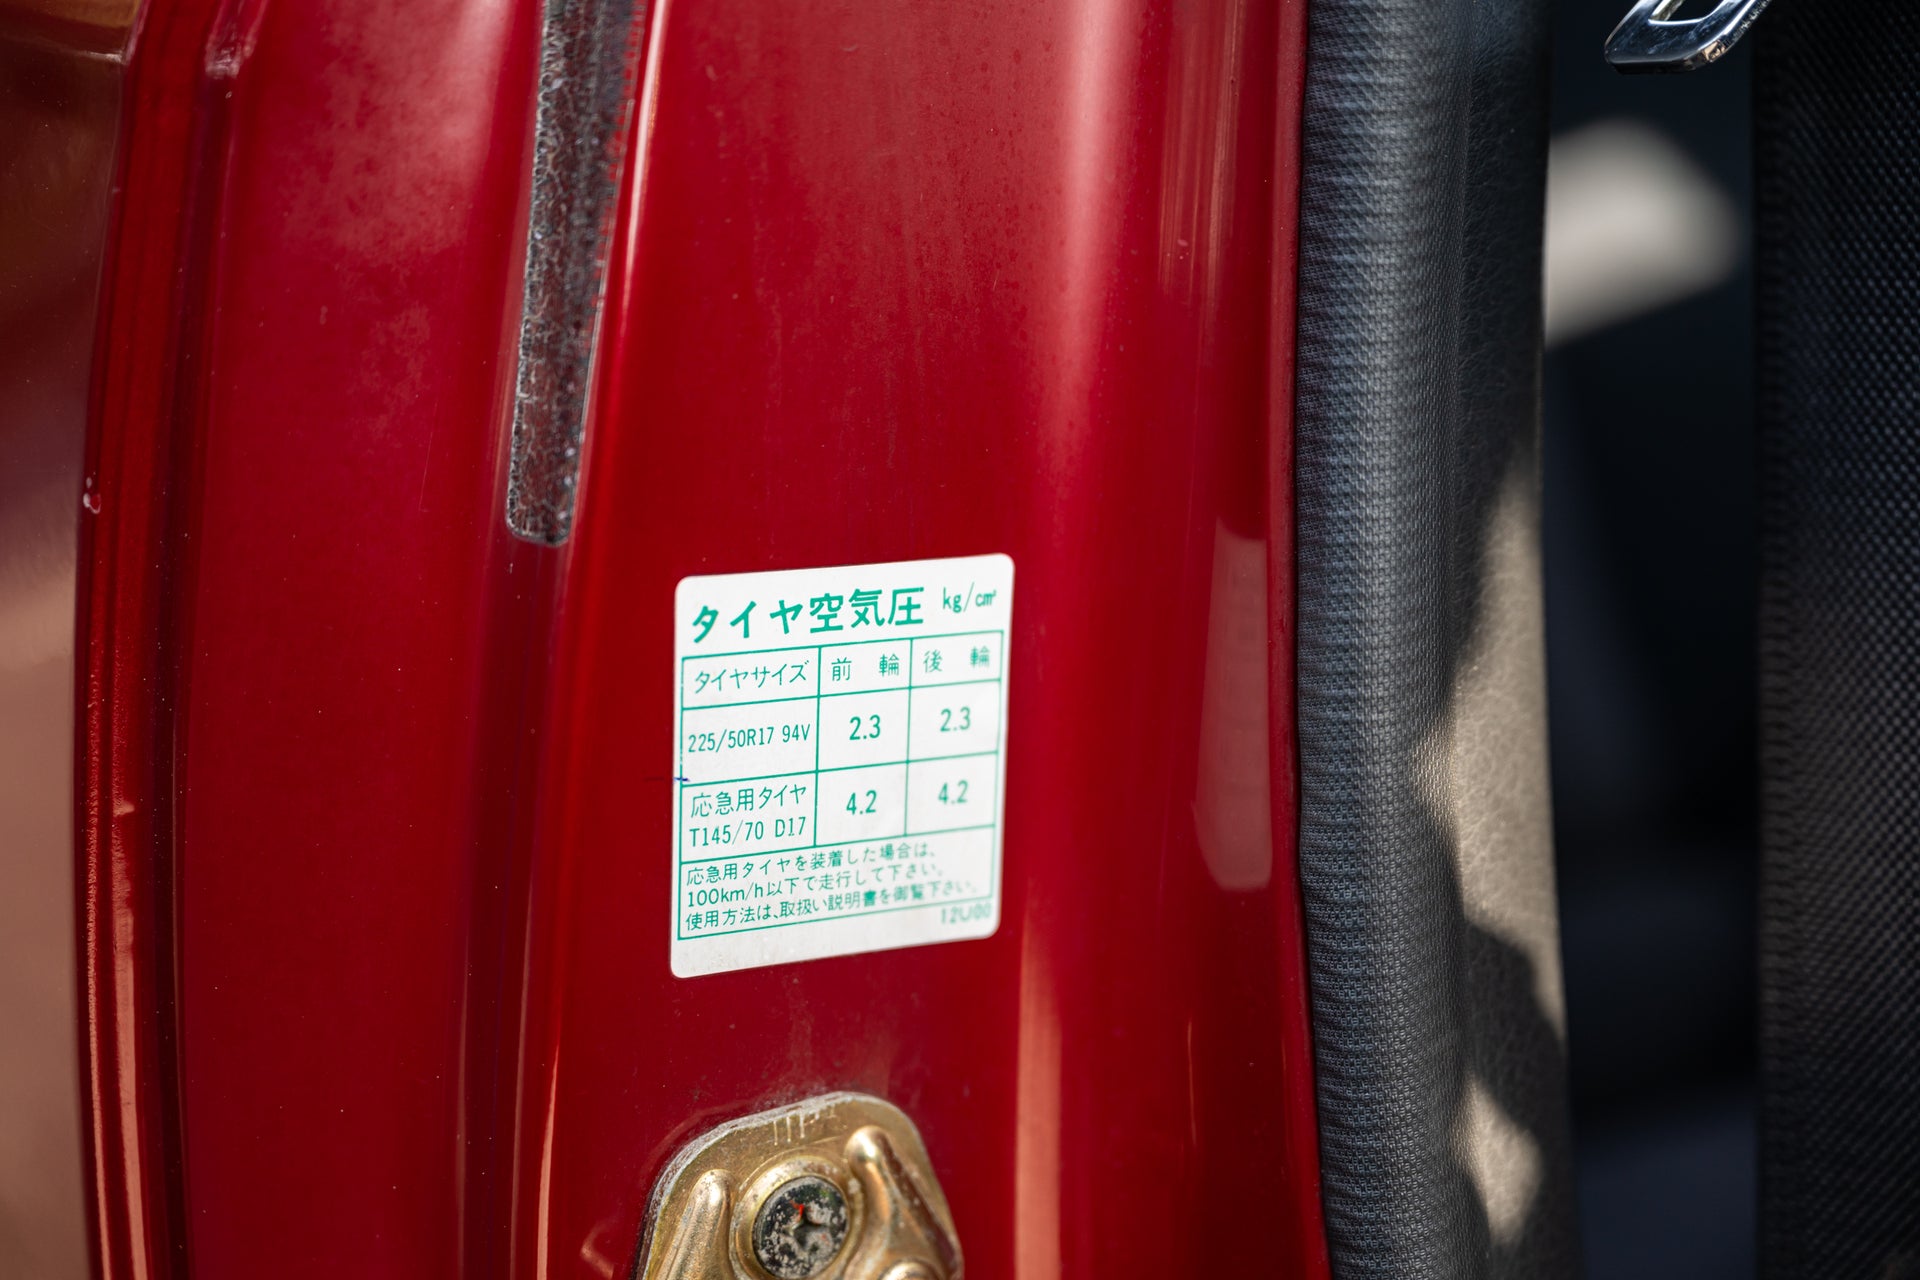 タイヤ空気圧 kg/cm²
タイヤサイズ 前輪 後輪
225/50R17 94V 2.3 2.3
応急用タイヤ
T145/70 D17 4.2 4.2
応急用タイヤを装着した場合は、
100km/h以下で走行して下さい。
使用方法は、取扱い説明書を御覧下さい。
12U00